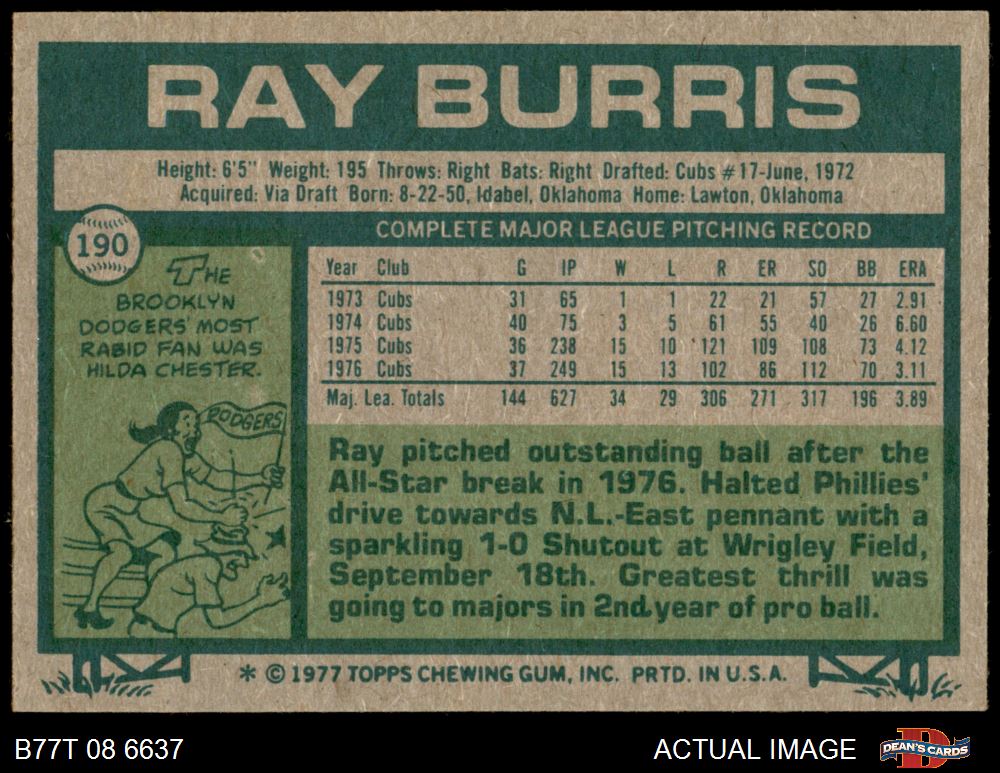 RAY BURRIS
Height: 6'5" Weight: 195 Throws: Right Bats: Right Drafted: Cubs #17-June, 1972
Acquired: Via Draft Born: 8-22-50, Idabel, Oklahoma Home: Lawton, Oklahoma
190
THE
BROOKLYN
DODGERS' MOST
RABID FAN WAS
HILDA CHESTER.
DODGERS
COMPLETE MAJOR LEAGUE PITCHING RECORD
Year Club G IP W L R ER SO BB ERA
1973 Cubs 31 65 1 1 22 21 57 27 2.91
1974 Cubs 40 75 3 5 61 55 40 26 6.60
1975 Cubs 36 238 15 10 121 109 108 73 4.12
1976 Cubs 37 249 15 13 102 86 112 70 3.11
Maj. Lea. Totals 144 627 34 29 306 271 317 196 3.89
Ray pitched outstanding ball after the
All-Star break in 1976. Halted Phillies'
drive towards N.L.-East pennant with a
sparkling 1-0 Shutout at Wrigley Field,
September 18th. Greatest thrill was
going to majors in 2nd year of pro ball.
* © 1977 TOPPS CHEWING GUM, INC. PRTD. IN U.S.A.
B77T 08 6637
ACTUAL IMAGE
DEAN'S CARDS